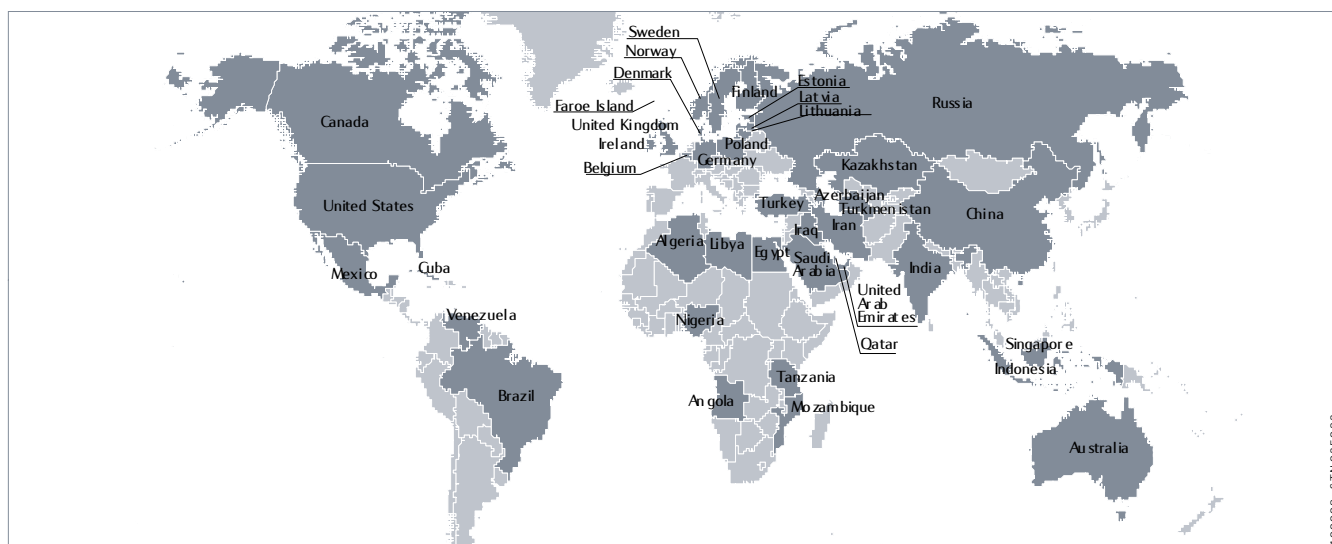 Sweden
Norway
Denmark
Finland
Estonia
Latvia
Lithuania
Faroe Island
Russia
Canada
United Kingdom
Ireland
Poland
Germany
Belgium
Kazakhstan
United States
Turkey
Azerbaijan
Turkmenistan
China
Iran
Iraq
Algeria
Libya
Egypt
Saudi
Arabia
India
Mexico
Cuba
United
Arab
Emirates
Venezuela
Nigeria
Qatar
Singapore
Indonesia
Tanzania
Brazil
Angola
Mozambique
Australia